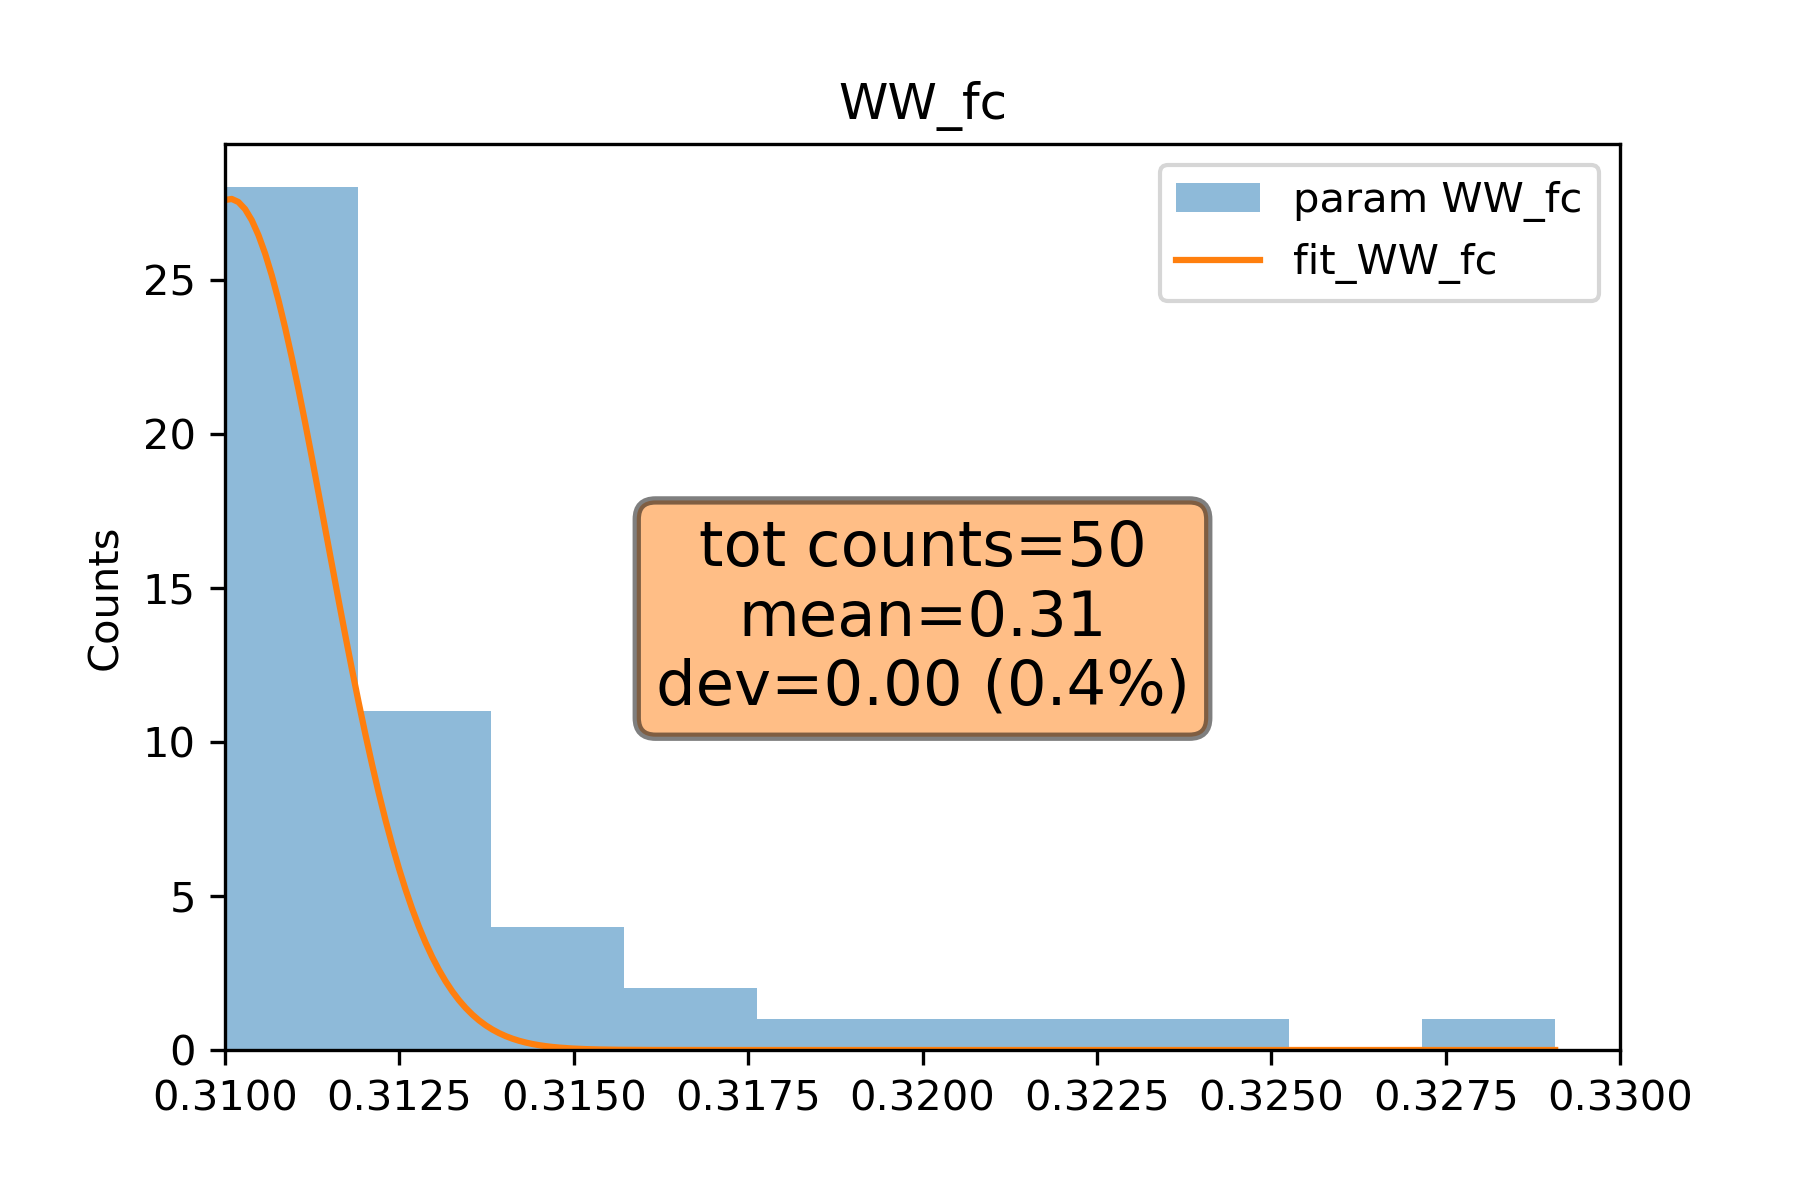 WW_fc
param WW_fc
fit_WW_fc
25
20
15
10
5
0
Counts
tot counts=50
mean=0.31
dev=0.00 (0.4%)
0.3100 0.3125 0.3150 0.3175 0.3200 0.3225 0.3250 0.3275 0.3300